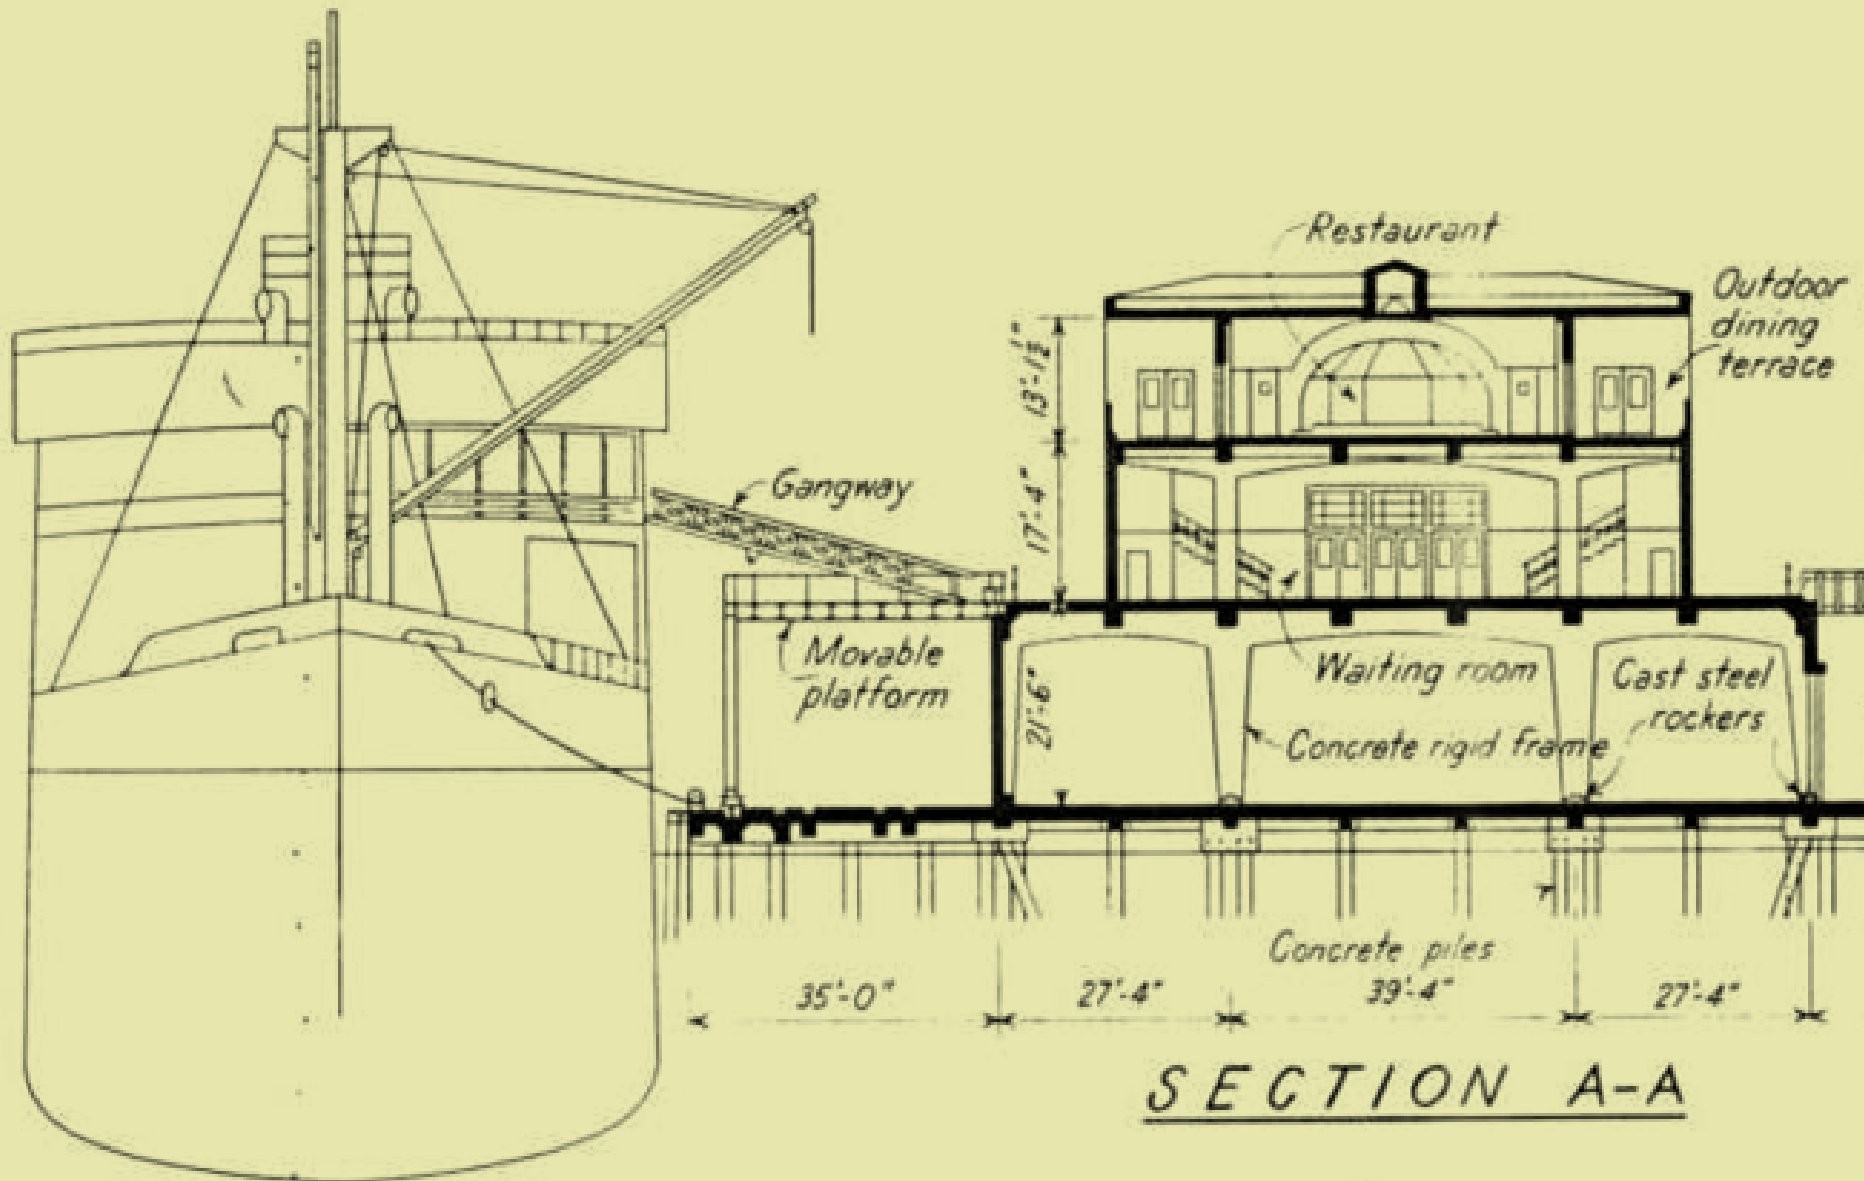 Restaurant
Outdoor
dining
terrace
13'-1½"
Gangway
17'-4"
Movable
platform
Waiting room
Cast steel
rockers
21'-6"
Concrete rigid frame
Concrete piles
35'-0"
27'-4"
39'-4"
27'-4"
SECTION A-A